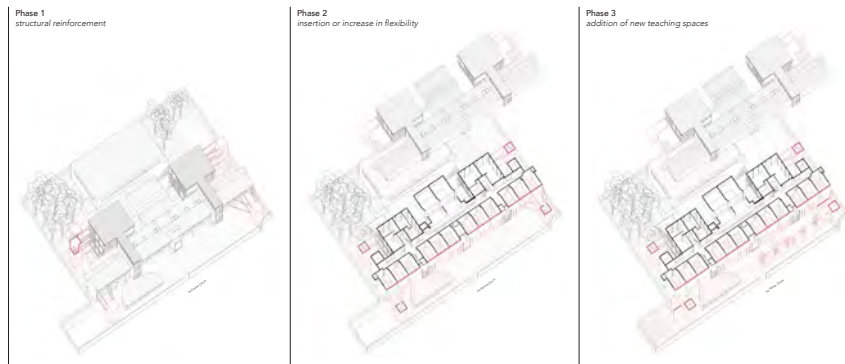 Phase 1
structural reinforcement
Phase 2
insertion or increase in flexibility
Phase 3
addition of new teaching spaces